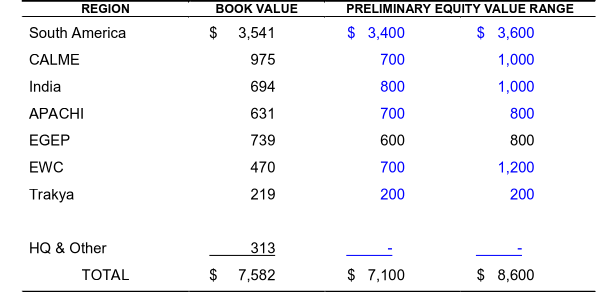 REGION BOOK VALUE PRELIMINARY EQUITY VALUE RANGE
South America $ 3,541 $ 3,400 $ 3,600
CALME 975 700 1,000
India 694 800 1,000
APACHI 631 700 800
EGEP 739 600 800
EWC 470 700 1,200
Trakya 219 200 200
HQ & Other 313 - -
TOTAL $ 7,582 $ 7,100 $ 8,600